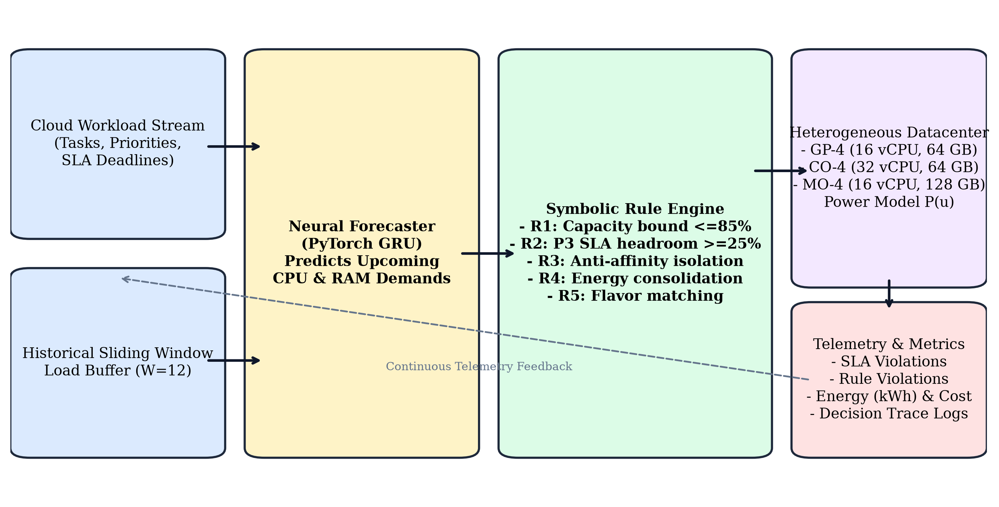 Cloud Workload Stream
(Tasks, Priorities,
SLA Deadlines)
Historical Sliding Window
Load Buffer (W=12)
Neural Forecaster
(PyTorch GRU)
Predicts Upcoming
CPU & RAM Demands
Symbolic Rule Engine
- R1: Capacity bound <=85%
- R2: P3 SLA headroom >=25%
- R3: Anti-affinity isolation
- R4: Energy consolidation
- R5: Flavor matching
Heterogeneous Datacenter
- GP-4 (16 vCPU, 64 GB)
- CO-4 (32 vCPU, 64 GB)
- MO-4 (16 vCPU, 128 GB)
Power Model P(u)
Telemetry & Metrics
- SLA Violations
- Rule Violations
- Energy (kWh) & Cost
- Decision Trace Logs
Continuous Telemetry Feedback